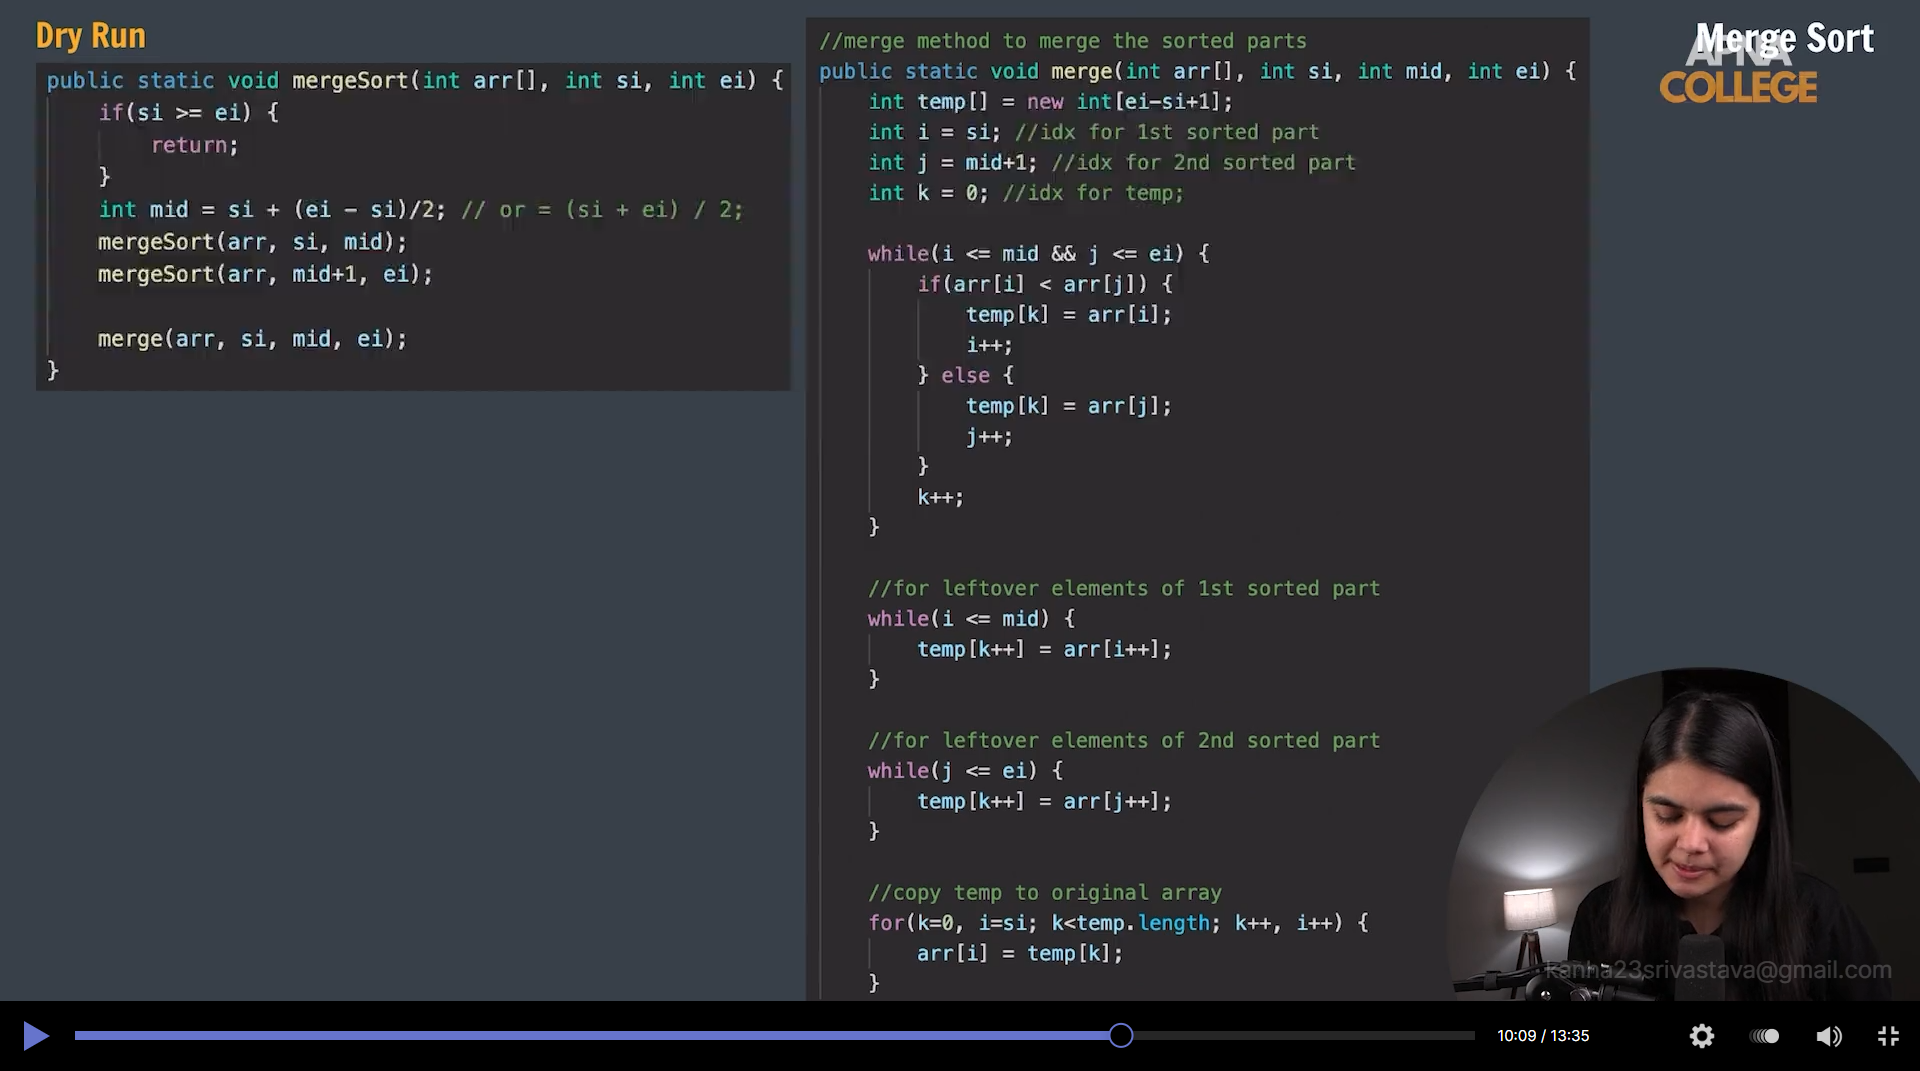 Dry Run
public static void mergeSort(int arr[], int si, int ei) {
if(si >= ei) {
return;
}
int mid = si + (ei - si)/2; // or = (si + ei) / 2;
mergeSort(arr, si, mid);
mergeSort(arr, mid+1, ei);
merge(arr, si, mid, ei);
}
//merge method to merge the sorted parts
public static void merge(int arr[], int si, int mid, int ei) {
int temp[] = new int[ei-si+1];
int i = si; //idx for 1st sorted part
int j = mid+1; //idx for 2nd sorted part
int k = 0; //idx for temp;
while(i <= mid && j <= ei) {
if(arr[i] < arr[j]) {
temp[k] = arr[i];
i++;
} else {
temp[k] = arr[j];
j++;
}
k++;
}
//for leftover elements of 1st sorted part
while(i <= mid) {
temp[k++] = arr[i++];
}
//for leftover elements of 2nd sorted part
while(j <= ei) {
temp[k++] = arr[j++];
}
//copy temp to original array
for(k=0, i=si; k<temp.length; k++, i++) {
arr[i] = temp[k];
}
Merge Sort
APNA
COLLEGE
kanha23srivastava@gmail.com
10:09 / 13:35